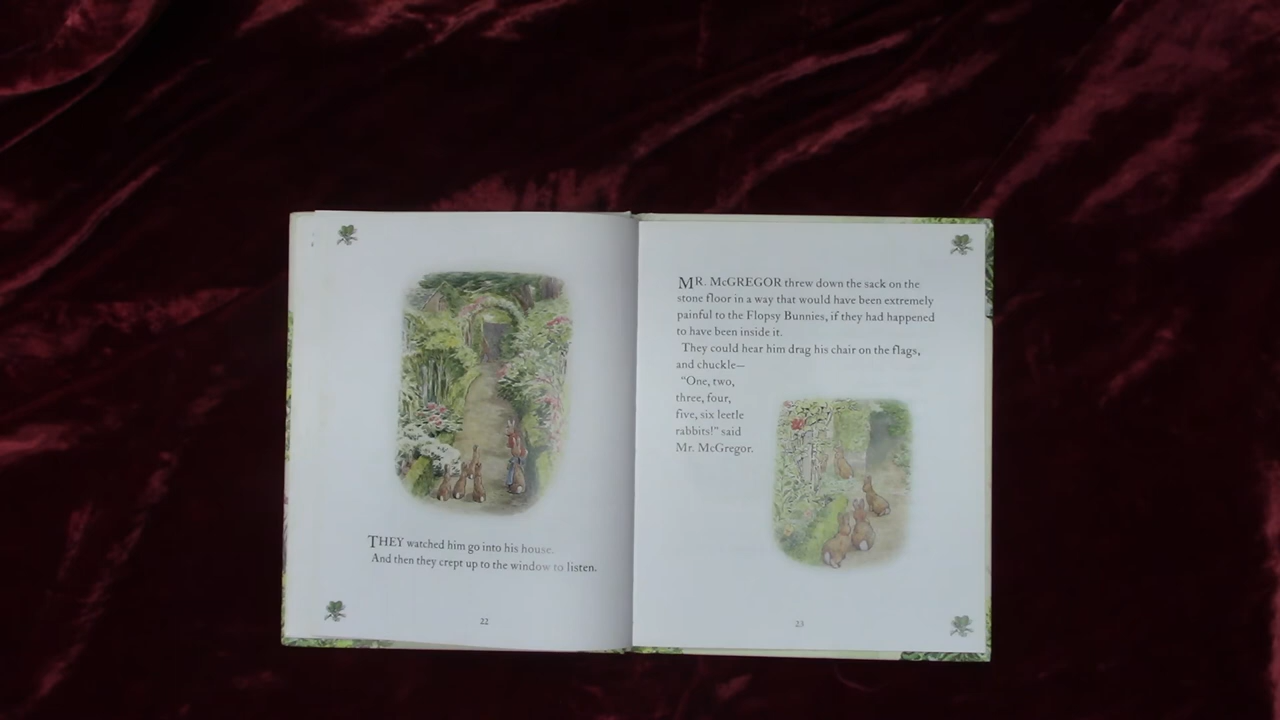 THEY watched him go into his house.
And then they crept up to the window to listen.
22
MR. McGREGOR threw down the sack on the
stone floor in a way that would have been extremely
painful to the Flopsy Bunnies, if they had happened
to have been inside it.
They could hear him drag his chair on the flags,
and chuckle—
“One, two,
three, four,
five, six leetle
rabbits!” said
Mr. McGregor.
23